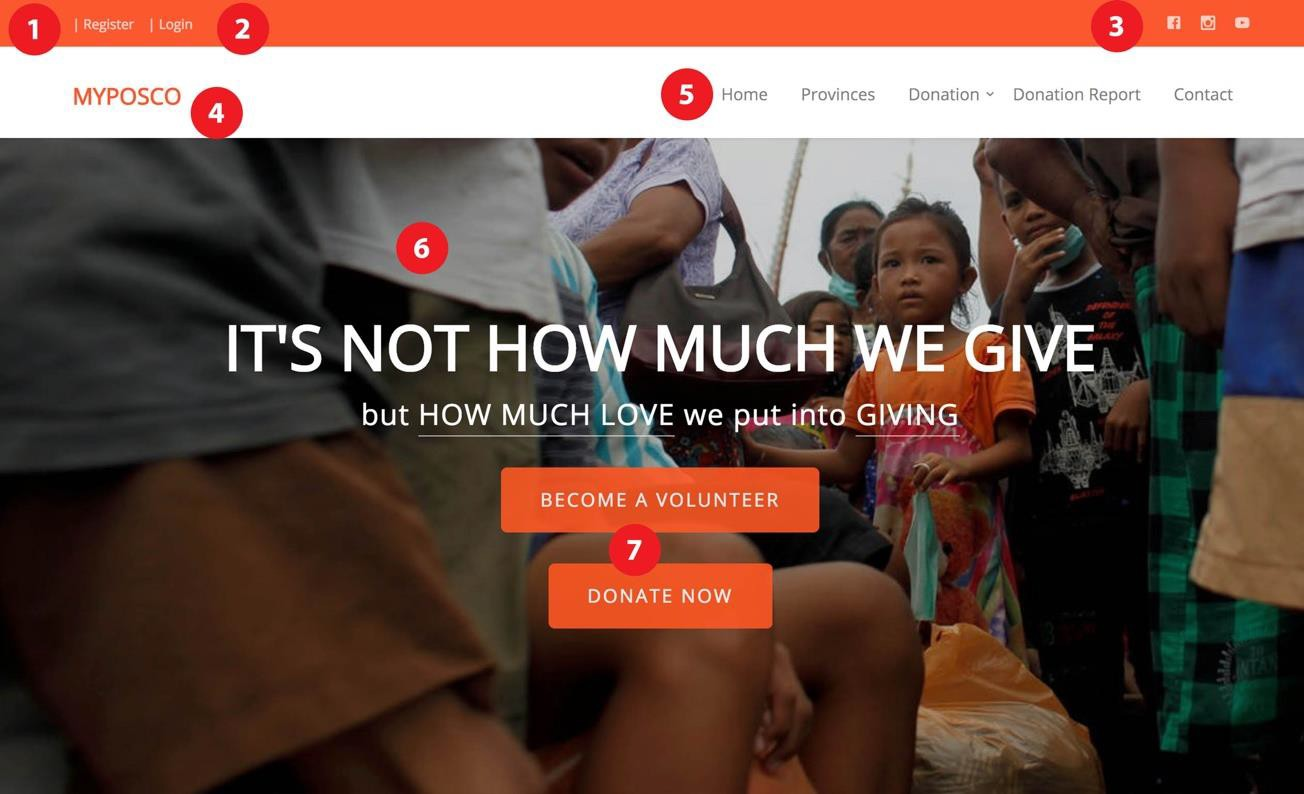 1 | Register | Login 2 3
MYPOSCO 4 5 Home Provinces Donation Donation Report Contact
6
IT'S NOT HOW MUCH WE GIVE
but HOW MUCH LOVE we put into GIVING
BECOME A VOLUNTEER
7
DONATE NOW